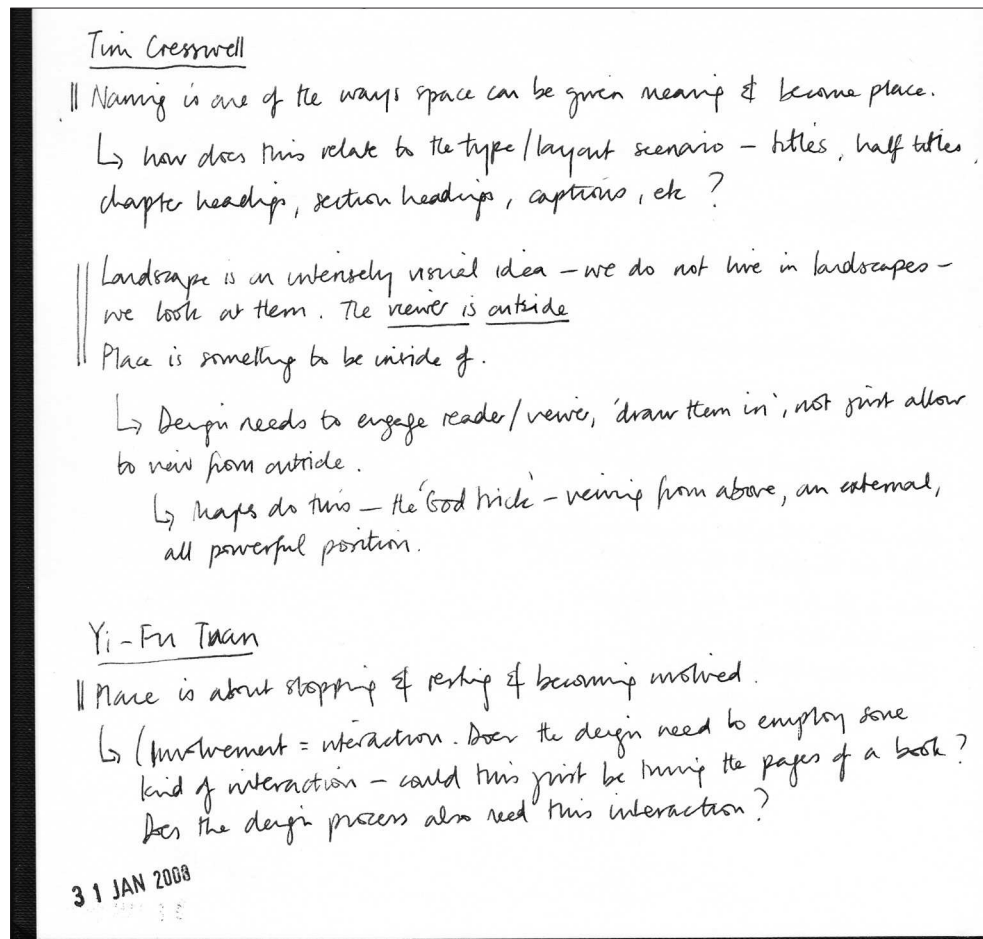 Tim Cresswell
Naming is one of the ways space can be given meaning & become place.
↳ how does this relate to the type/layout scenario – titles, half titles,
chapter headings, section headings, captions, etc ?
Landscape is an intensely visual idea – we do not live in landscapes –
we look at them. The viewer is outside
Place is something to be inside of.
↳ Design needs to engage reader/viewer, 'draw them in', not just allow
to view from outside.
↳ Maps do this – the 'God trick' – viewing from above, an external,
all powerful position.
Yi-Fu Tuan
Place is about stopping & resting & becoming involved.
↳ (Involvement = interaction. Does the design need to employ some
kind of interaction – could this just be turning the pages of a book?
Does the design process also need this interaction?
31 JAN 2008